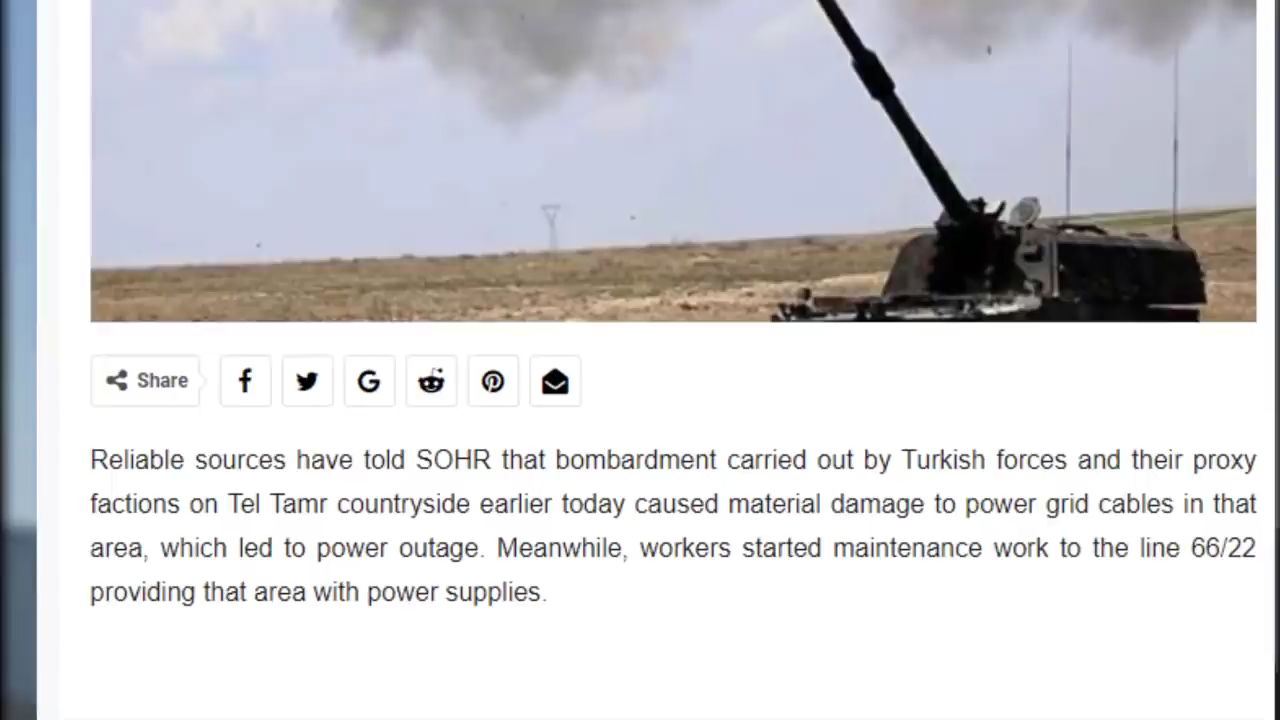 Share
Reliable sources have told SOHR that bombardment carried out by Turkish forces and their proxy
factions on Tel Tamr countryside earlier today caused material damage to power grid cables in that
area, which led to power outage. Meanwhile, workers started maintenance work to the line 66/22
providing that area with power supplies.